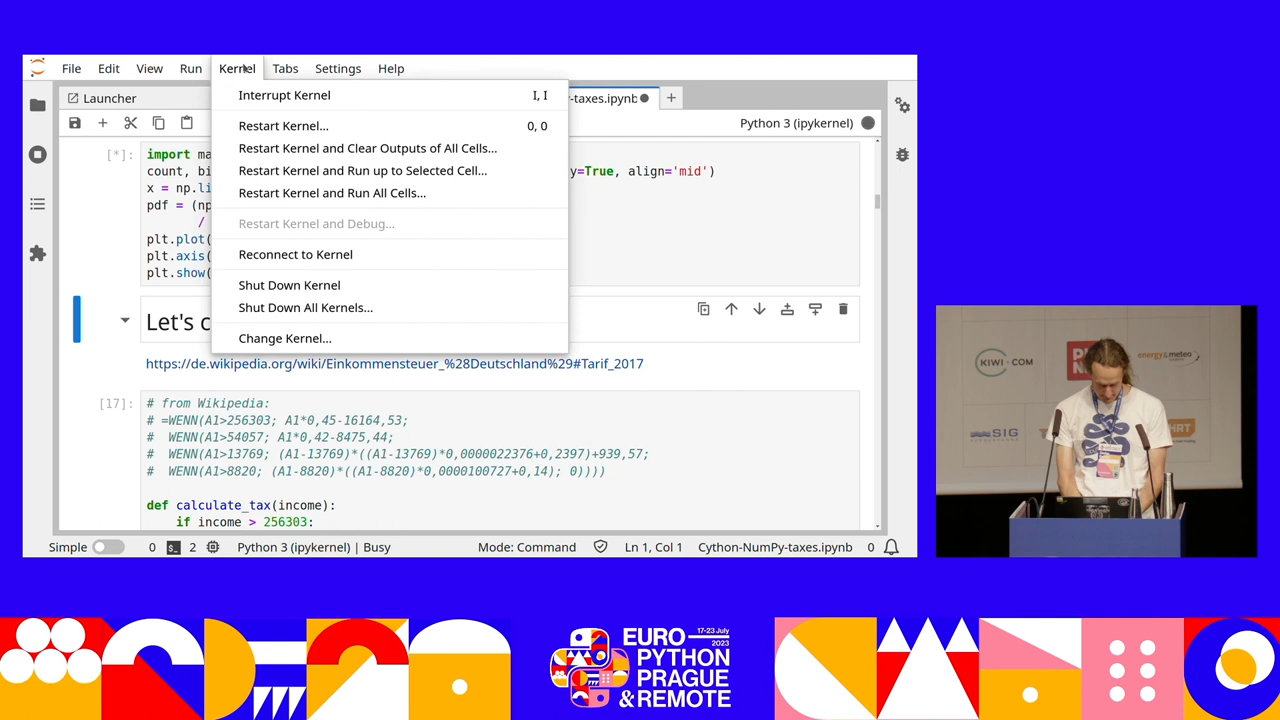 File Edit View Run Kernel Tabs Settings Help
Launcher
r-taxes.ipynb
Interrupt Kernel I, I
Restart Kernel... 0, 0
Restart Kernel and Clear Outputs of All Cells...
Restart Kernel and Run up to Selected Cell...
Restart Kernel and Run All Cells...
Restart Kernel and Debug...
Reconnect to Kernel
Shut Down Kernel
Shut Down All Kernels...
Change Kernel...
Python 3 (ipykernel)
[*]: import ma
count, bi y=True, align='mid')
x = np.li
pdf = (np
/
plt.plot(
plt.axis(
plt.show(
Let's c
https://de.wikipedia.org/wiki/Einkommensteuer_%28Deutschland%29#Tarif_2017
[17]: # from Wikipedia:
# =WENN(A1>256303; A1*0,45-16164,53;
#  WENN(A1>54057; A1*0,42-8475,44;
#  WENN(A1>13769; (A1-13769)*((A1-13769)*0,0000022376+0,2397)+939,57;
#  WENN(A1>8820; (A1-8820)*((A1-8820)*0,0000100727+0,14); 0))))
def calculate_tax(income):
if income > 256303:
Simple 0 2 Python 3 (ipykernel) | Busy Mode: Command Ln 1, Col 1 Cython-NumPy-taxes.ipynb 0
KIWI·COM
energy & meteo
SIG
EURO 17-23 July
2023
PYTHON
PRAGUE
& REMOTE